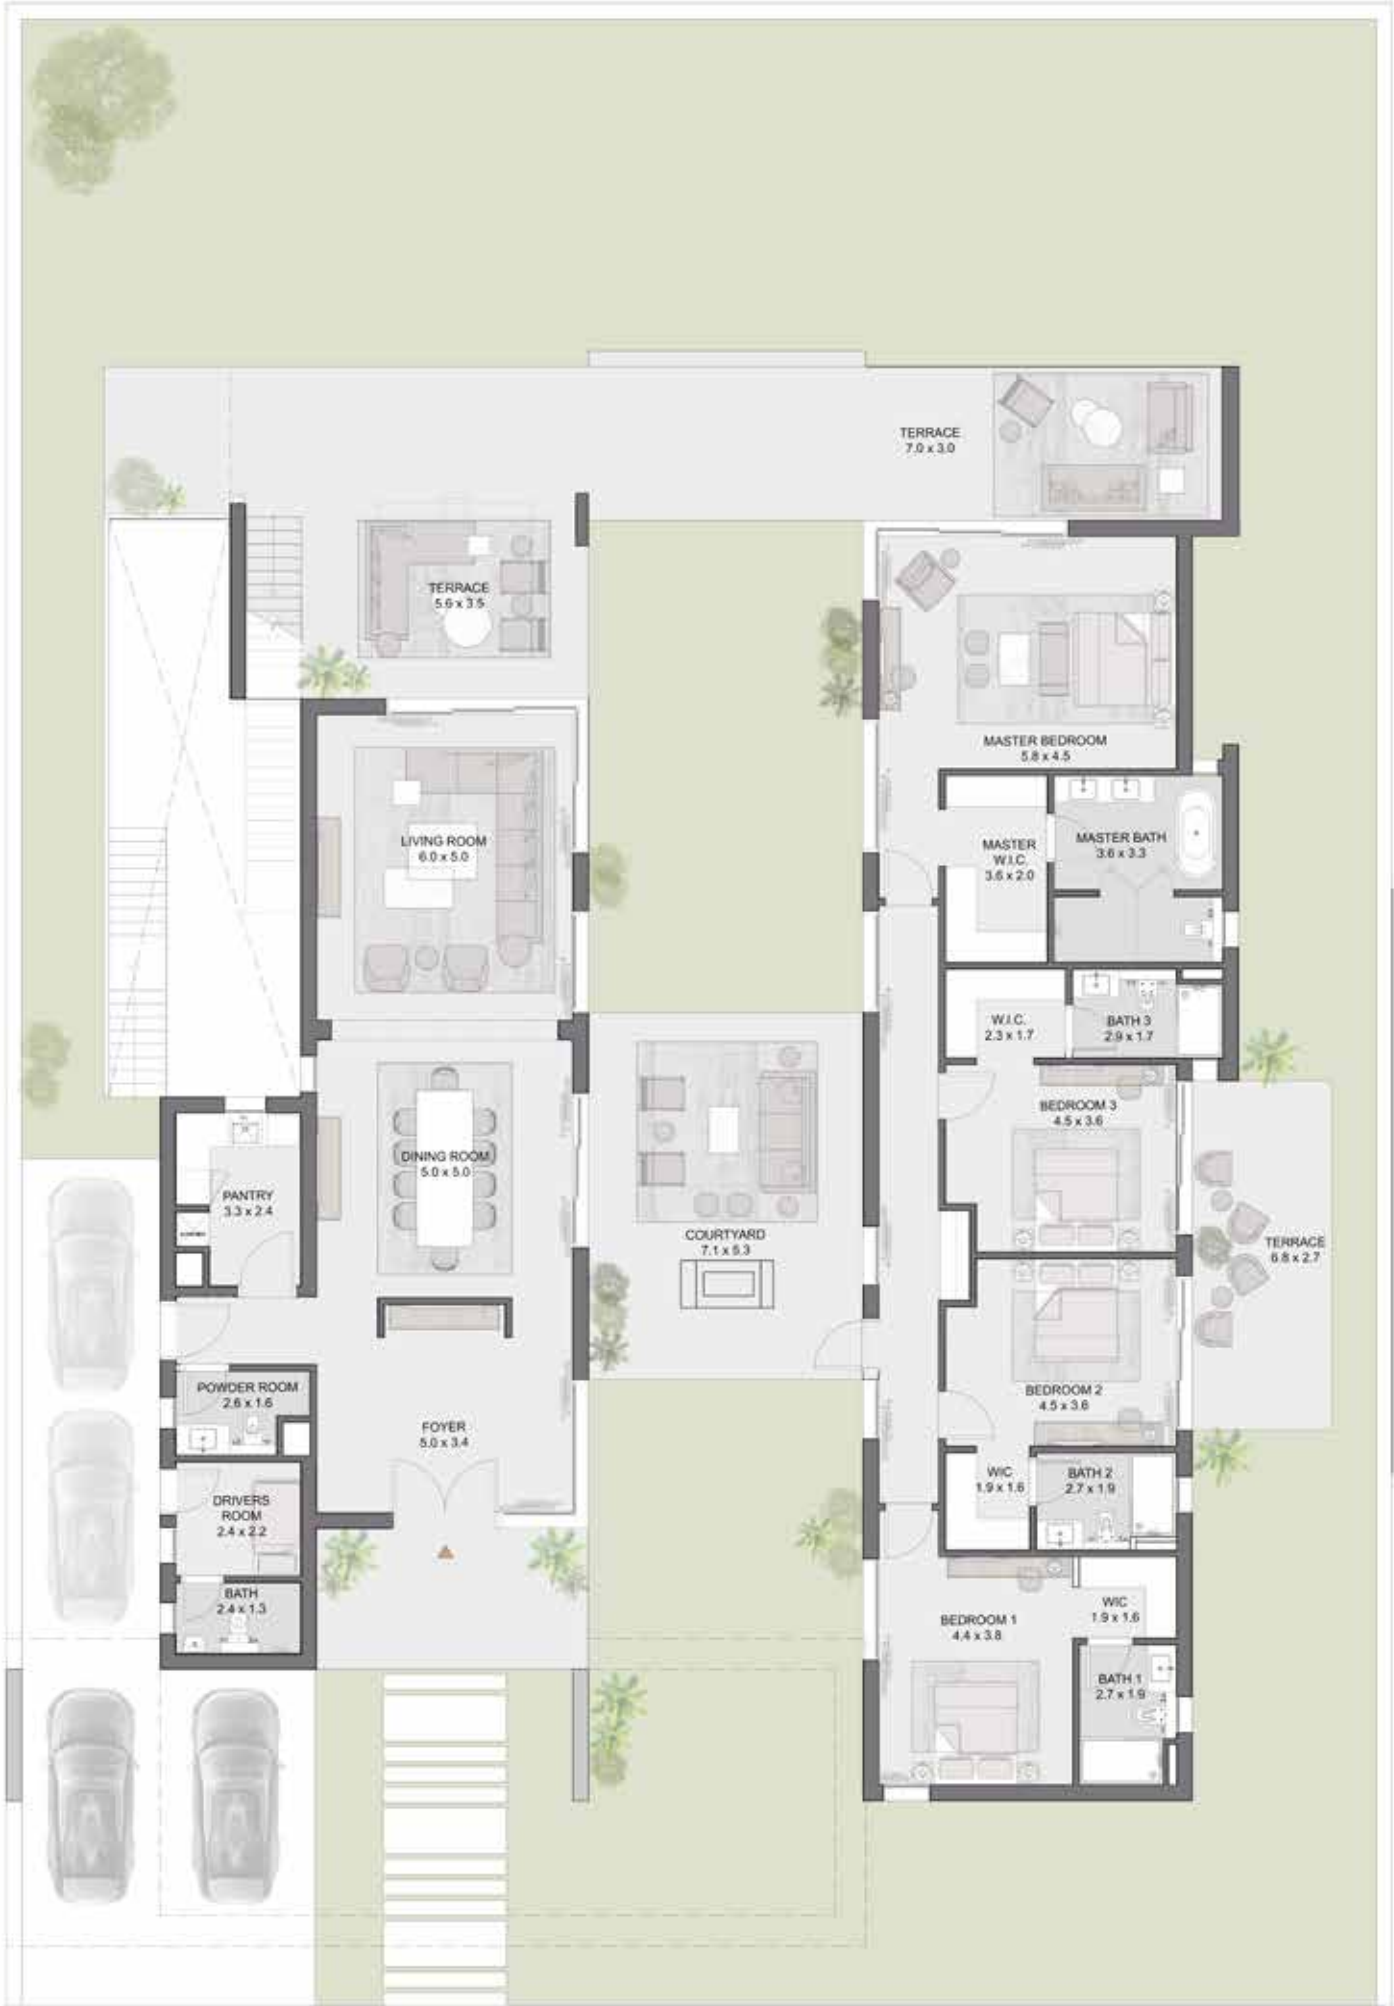 TERRACE
7.0 x 3.0
TERRACE
5.6 x 3.5
MASTER BEDROOM
5.8 x 4.5
LIVING ROOM
6.0 x 5.0
MASTER
W.I.C.
3.6 x 2.0
MASTER BATH
3.6 x 3.3
W.I.C.
2.3 x 1.7
BATH 3
2.9 x 1.7
BEDROOM 3
4.5 x 3.6
DINING ROOM
5.0 x 5.0
PANTRY
3.3 x 2.4
COURTYARD
7.1 x 5.3
TERRACE
6.8 x 2.7
POWDER ROOM
2.6 x 1.6
BEDROOM 2
4.5 x 3.6
FOYER
5.0 x 3.4
WIC
1.9 x 1.6
BATH 2
2.7 x 1.9
DRIVERS
ROOM
2.4 x 2.2
BATH
2.4 x 1.3
BEDROOM 1
4.4 x 3.8
WIC
1.9 x 1.6
BATH 1
2.7 x 1.9